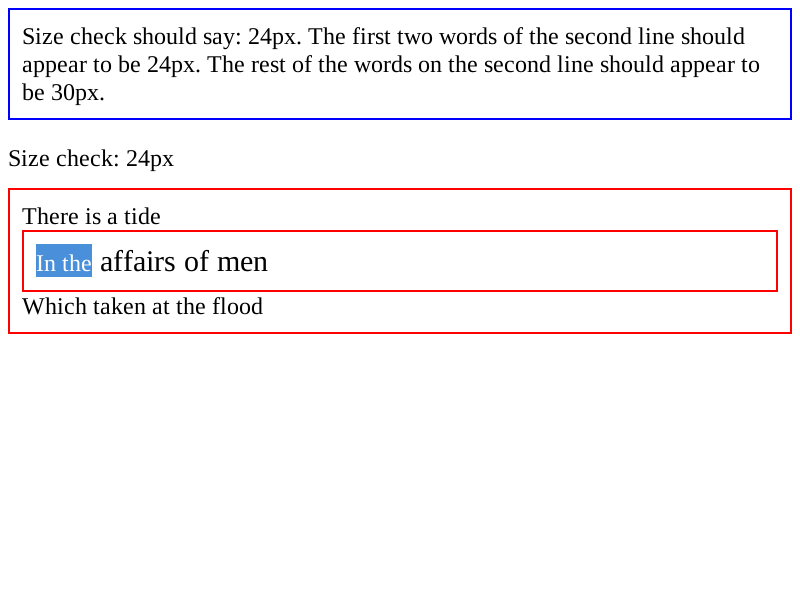 Size check should say: 24px. The first two words of the second line should
appear to be 24px. The rest of the words on the second line should appear to
be 30px.
Size check: 24px
There is a tide
In the affairs of men
Which taken at the flood